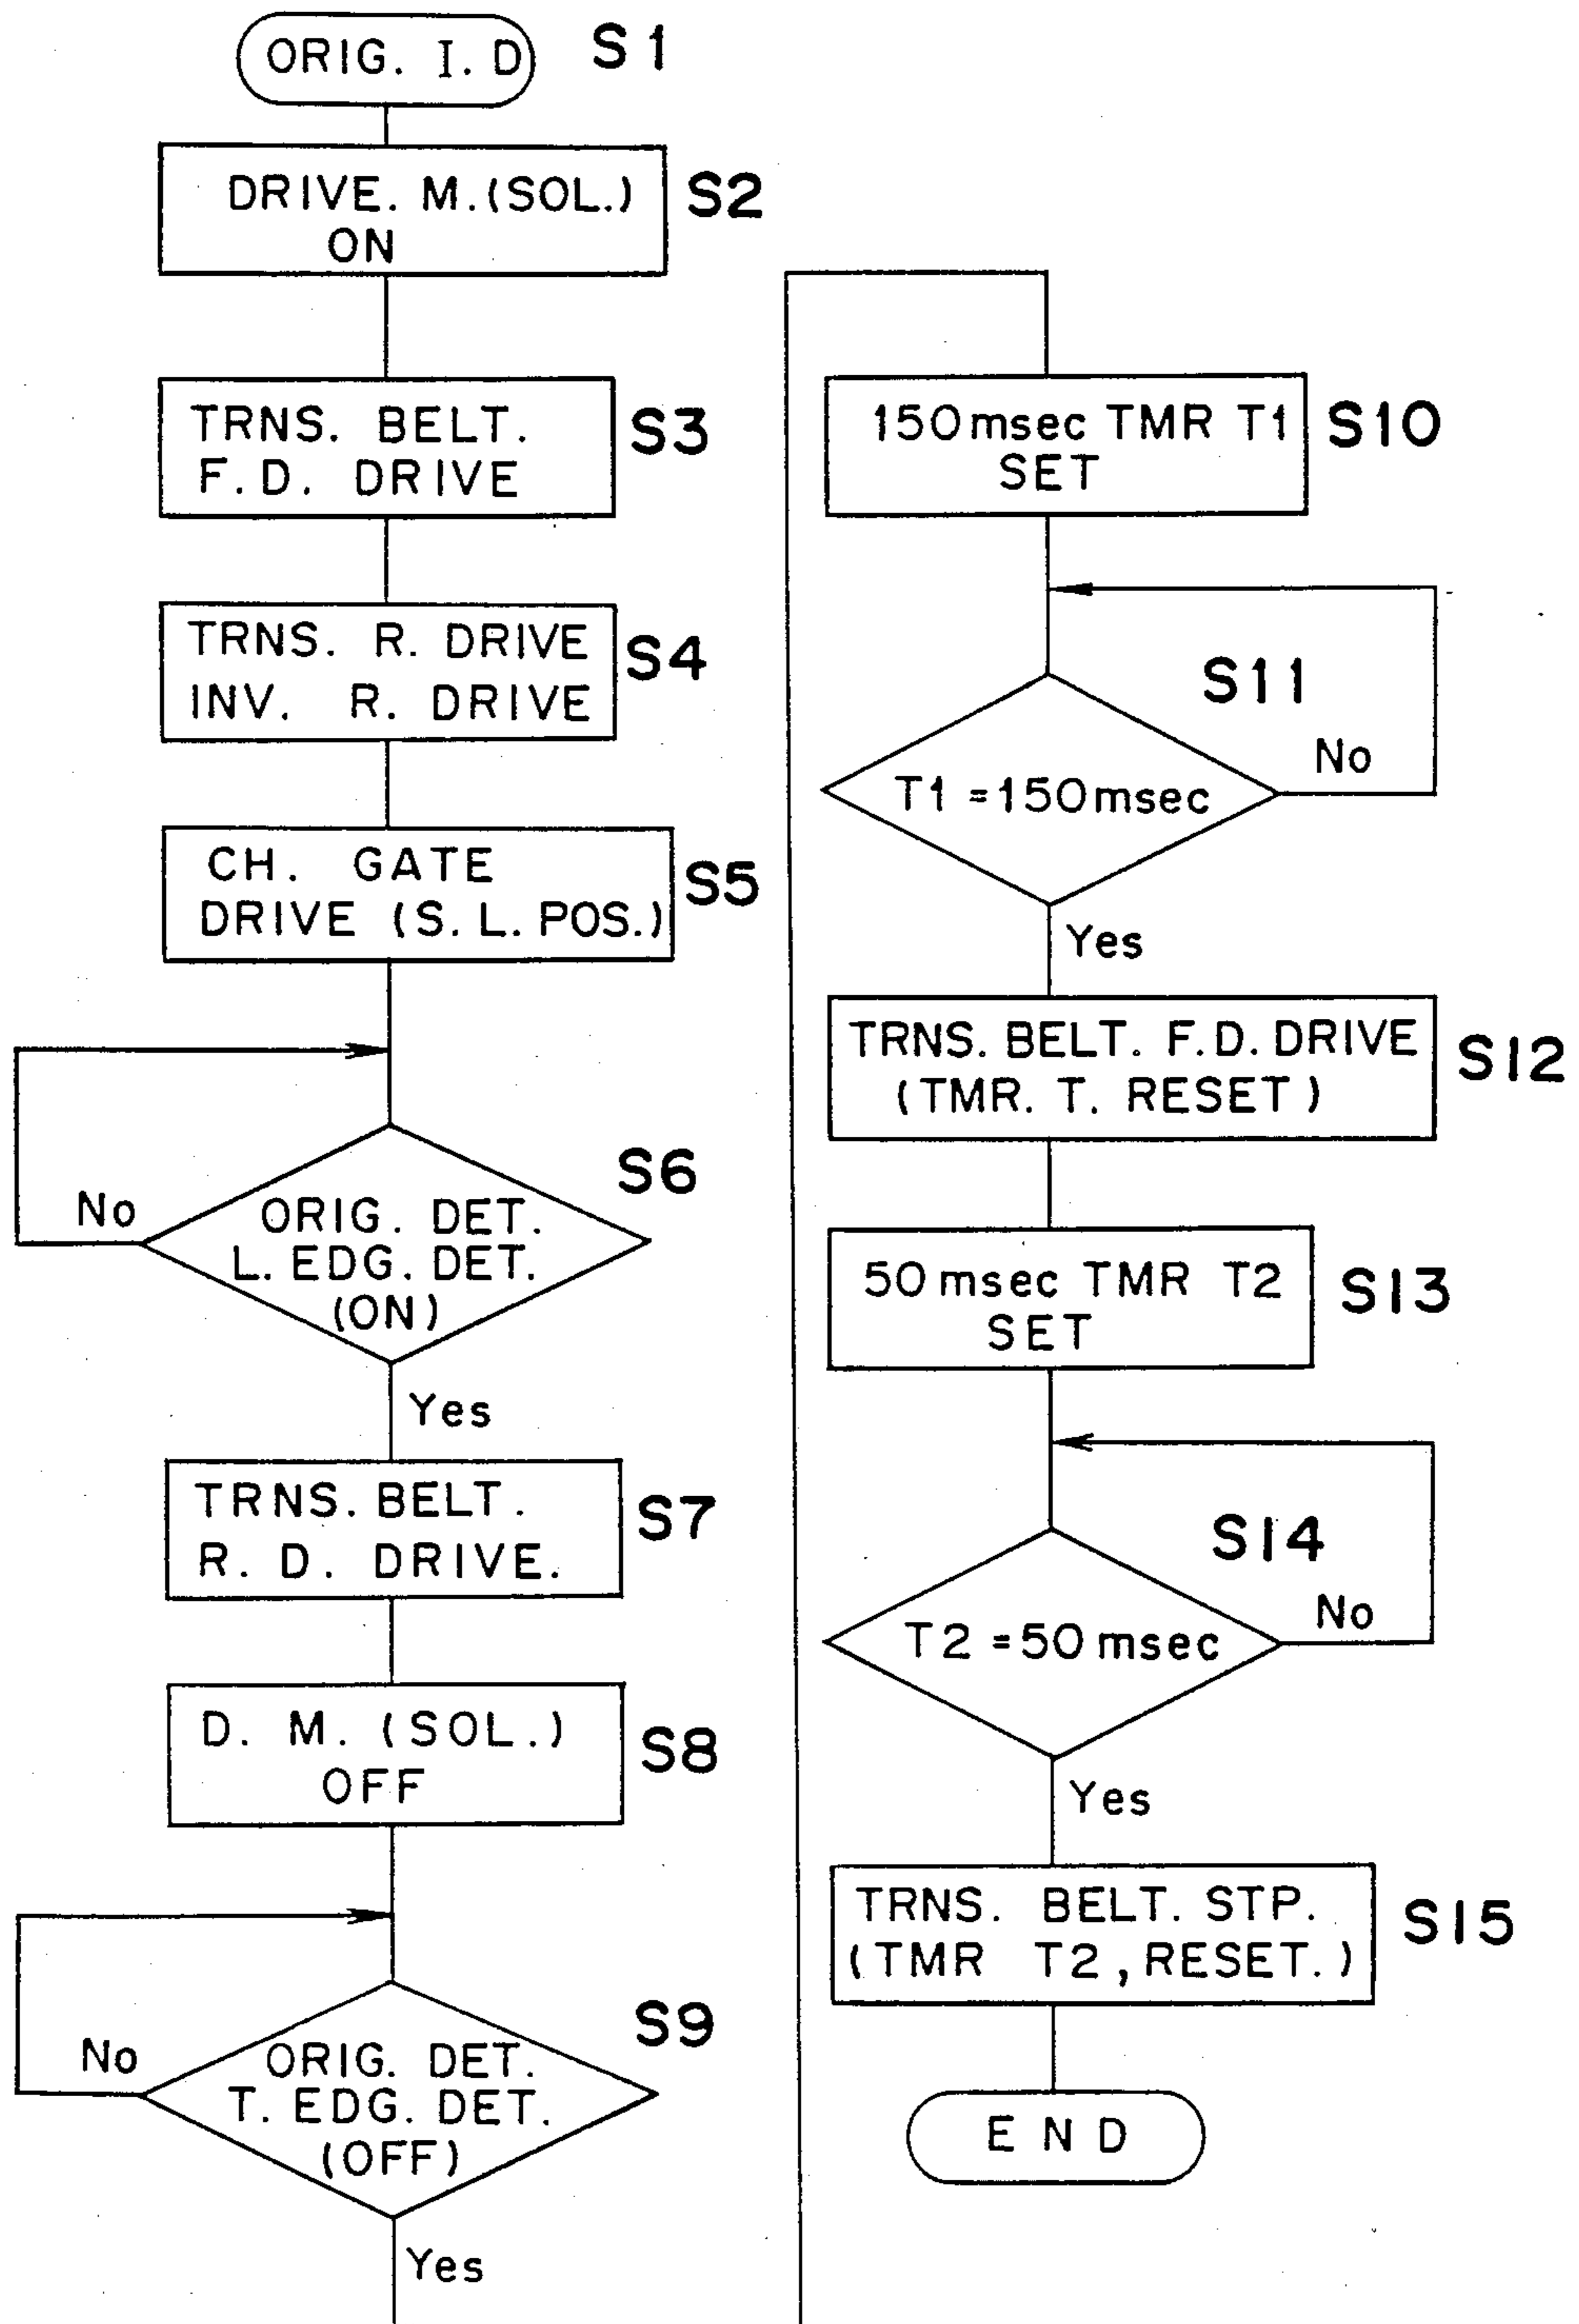 ORIG. I. D
S1
DRIVE. M. (SOL.)
ON
S2
TRNS. BELT.
F. D. DRIVE
S3
TRNS. R. DRIVE
INV. R. DRIVE
S4
CH. GATE
DRIVE (S. L. POS.)
S5
S6
No
ORIG. DET.
L. EDG. DET.
(ON)
Yes
TRNS. BELT.
R. D. DRIVE.
S7
D. M. (SOL.)
OFF
S8
S9
No
ORIG. DET.
T. EDG. DET.
(OFF)
Yes
150msec TMR T1
SET
S10
S11
No
T1 =150msec
Yes
TRNS. BELT. F. D. DRIVE
(TMR. T. RESET)
S12
50msec TMR T2
SET
S13
S14
No
T2 =50msec
Yes
TRNS. BELT. STP.
(TMR T2, RESET.)
S15
END